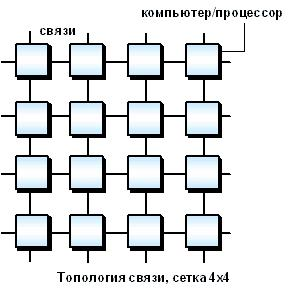 компьютер/процессор
связи
Топология связи, сетка 4x4